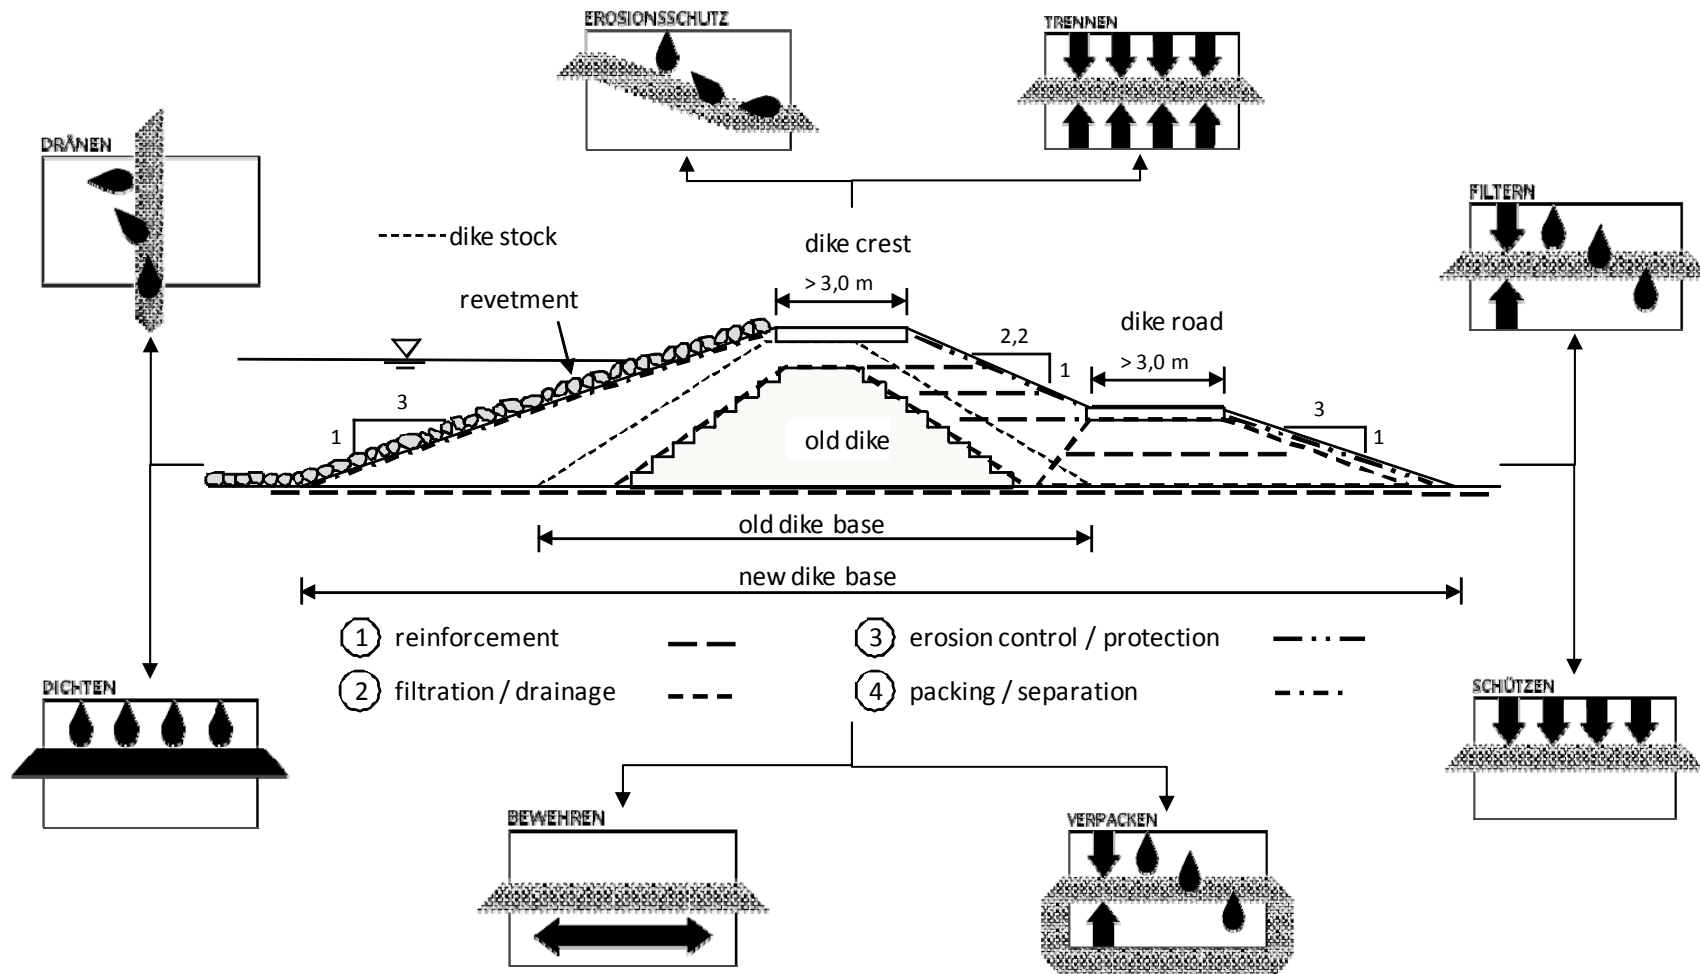 EROSIONSSCHUTZ
TRENNEN
DRÄNEN
FILTERN
dike stock
dike crest
> 3,0 m
revetment
dike road
> 3,0 m
2,2
1
3
1
3
1
old dike
old dike base
new dike base
1 reinforcement
3 erosion control / protection
2 filtration / drainage
4 packing / separation
DICHTEN
SCHÜTZEN
BEWEHREN
VERPACKEN